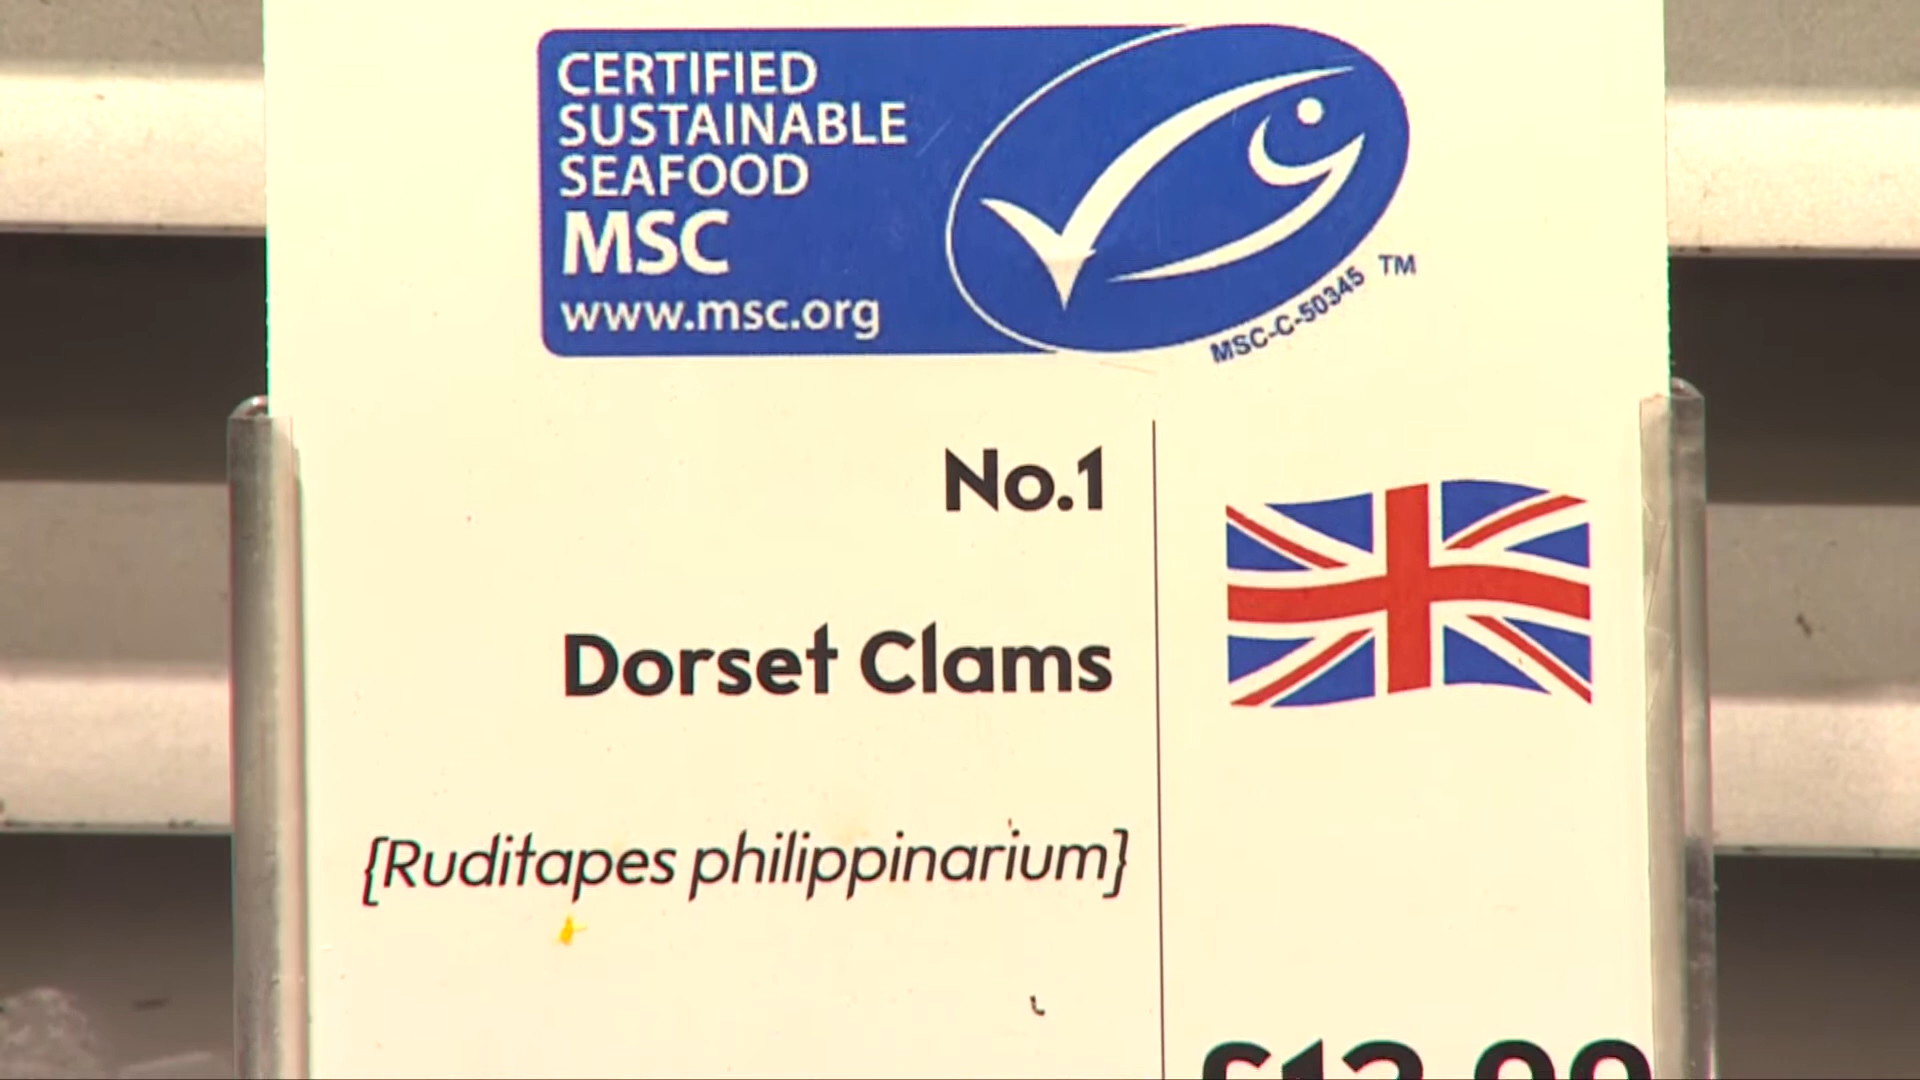 CERTIFIED
SUSTAINABLE
SEAFOOD
MSC
www.msc.org
MSC-C-50345 TM
No.1
Dorset Clams
{Ruditapes philippinarium}